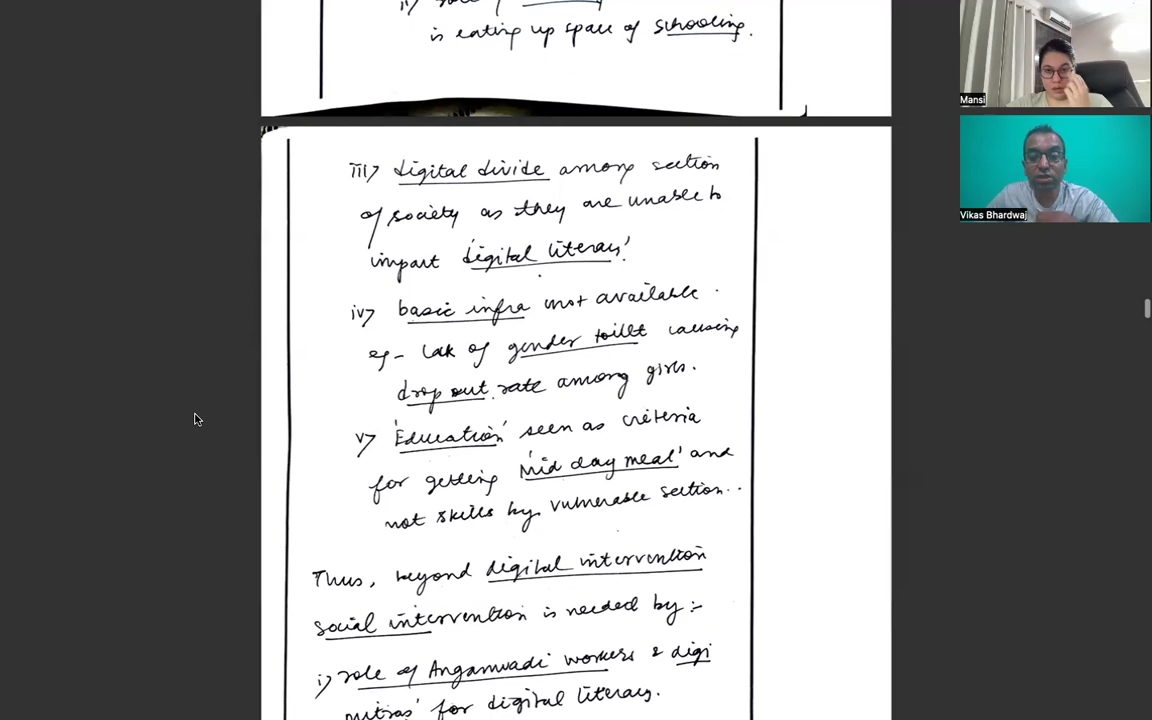 is eating up space of schooling.
iii) digital divide among section
of society as they are unable to
impart 'digital literacy'.
iv) basic infra not available.
eg- lack of gender toilet causing
drop out rate among girls.
v) 'Education' seen as criteria
for getting 'Mid day meal' and
not skills by vulnerable section..
Thus, beyond digital intervention
social intervention is needed by :-
i) role of Anganwadi workers & digi
mitras' for digital literacy.
Mansi
Vikas Bhardwaj